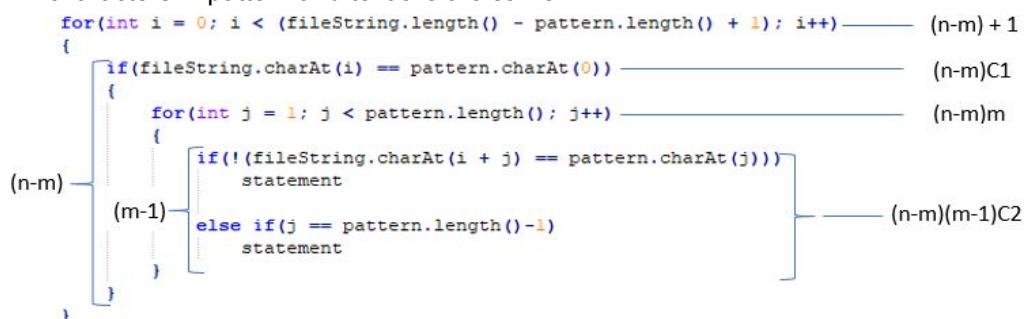 for(int i = 0; i < (fileString.length() - pattern.length() + 1); i++) (n-m) + 1
{
if(fileString.charAt(i) == pattern.charAt(0)) (n-m)C1
{
for(int j = 1; j < pattern.length(); j++) (n-m)m
{
if(!(fileString.charAt(i + j) == pattern.charAt(j)))
statement
(n-m)
(m-1)
else if(j == pattern.length()-1) (n-m)(m-1)C2
statement
}
}
}